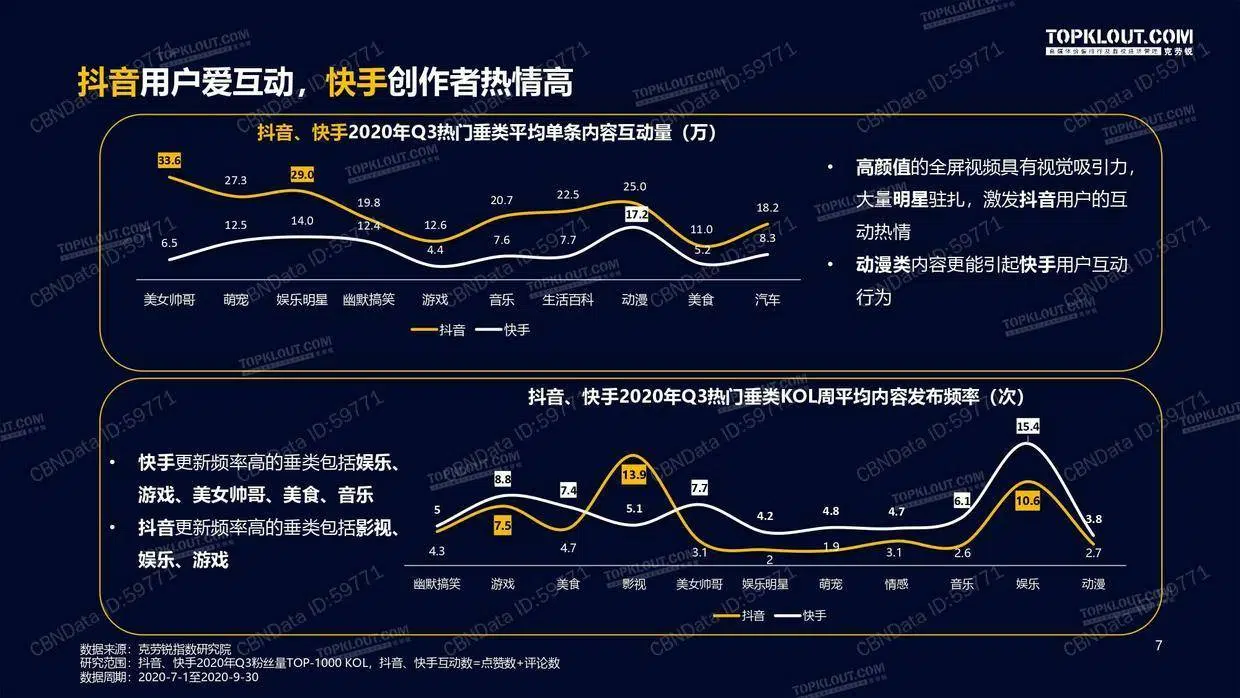 TOPKLOUT.COM
克劳锐
抖音用户爱互动，快手创作者热情高
抖音、快手2020年Q3热门垂类平均单条内容互动量（万）
33.6 27.3 29.0 19.8 12.6 20.7 22.5 25.0 11.0 18.2
6.5 12.5 14.0 12.4 4.4 7.6 7.7 17.2 5.2 8.3
美女帅哥 萌宠 娱乐明星 幽默搞笑 游戏 音乐 生活百科 动漫 美食 汽车
抖音 快手
• 高颜值的全屏视频具有视觉吸引力，
大量明星驻扎，激发抖音用户的互
动热情
• 动漫类内容更能引起快手用户互动
行为
抖音、快手2020年Q3热门垂类KOL周平均内容发布频率（次）
• 快手更新频率高的垂类包括娱乐、
游戏、美女帅哥、美食、音乐
• 抖音更新频率高的垂类包括影视、
娱乐、游戏
5 8.8 7.4 5.1 7.7 4.2 4.8 4.7 6.1 15.4 3.8
4.3 7.5 4.7 13.9 3.1 2 1.9 3.1 2.6 10.6 2.7
幽默搞笑 游戏 美食 影视 美女帅哥 娱乐明星 萌宠 情感 音乐 娱乐 动漫
抖音 快手
数据来源：克劳锐指数研究院
研究范围：抖音、快手2020年Q3粉丝量TOP-1000 KOL，抖音、快手互动数=点赞数+评论数
数据周期：2020-7-1至2020-9-30
7
CBNData ID:59771